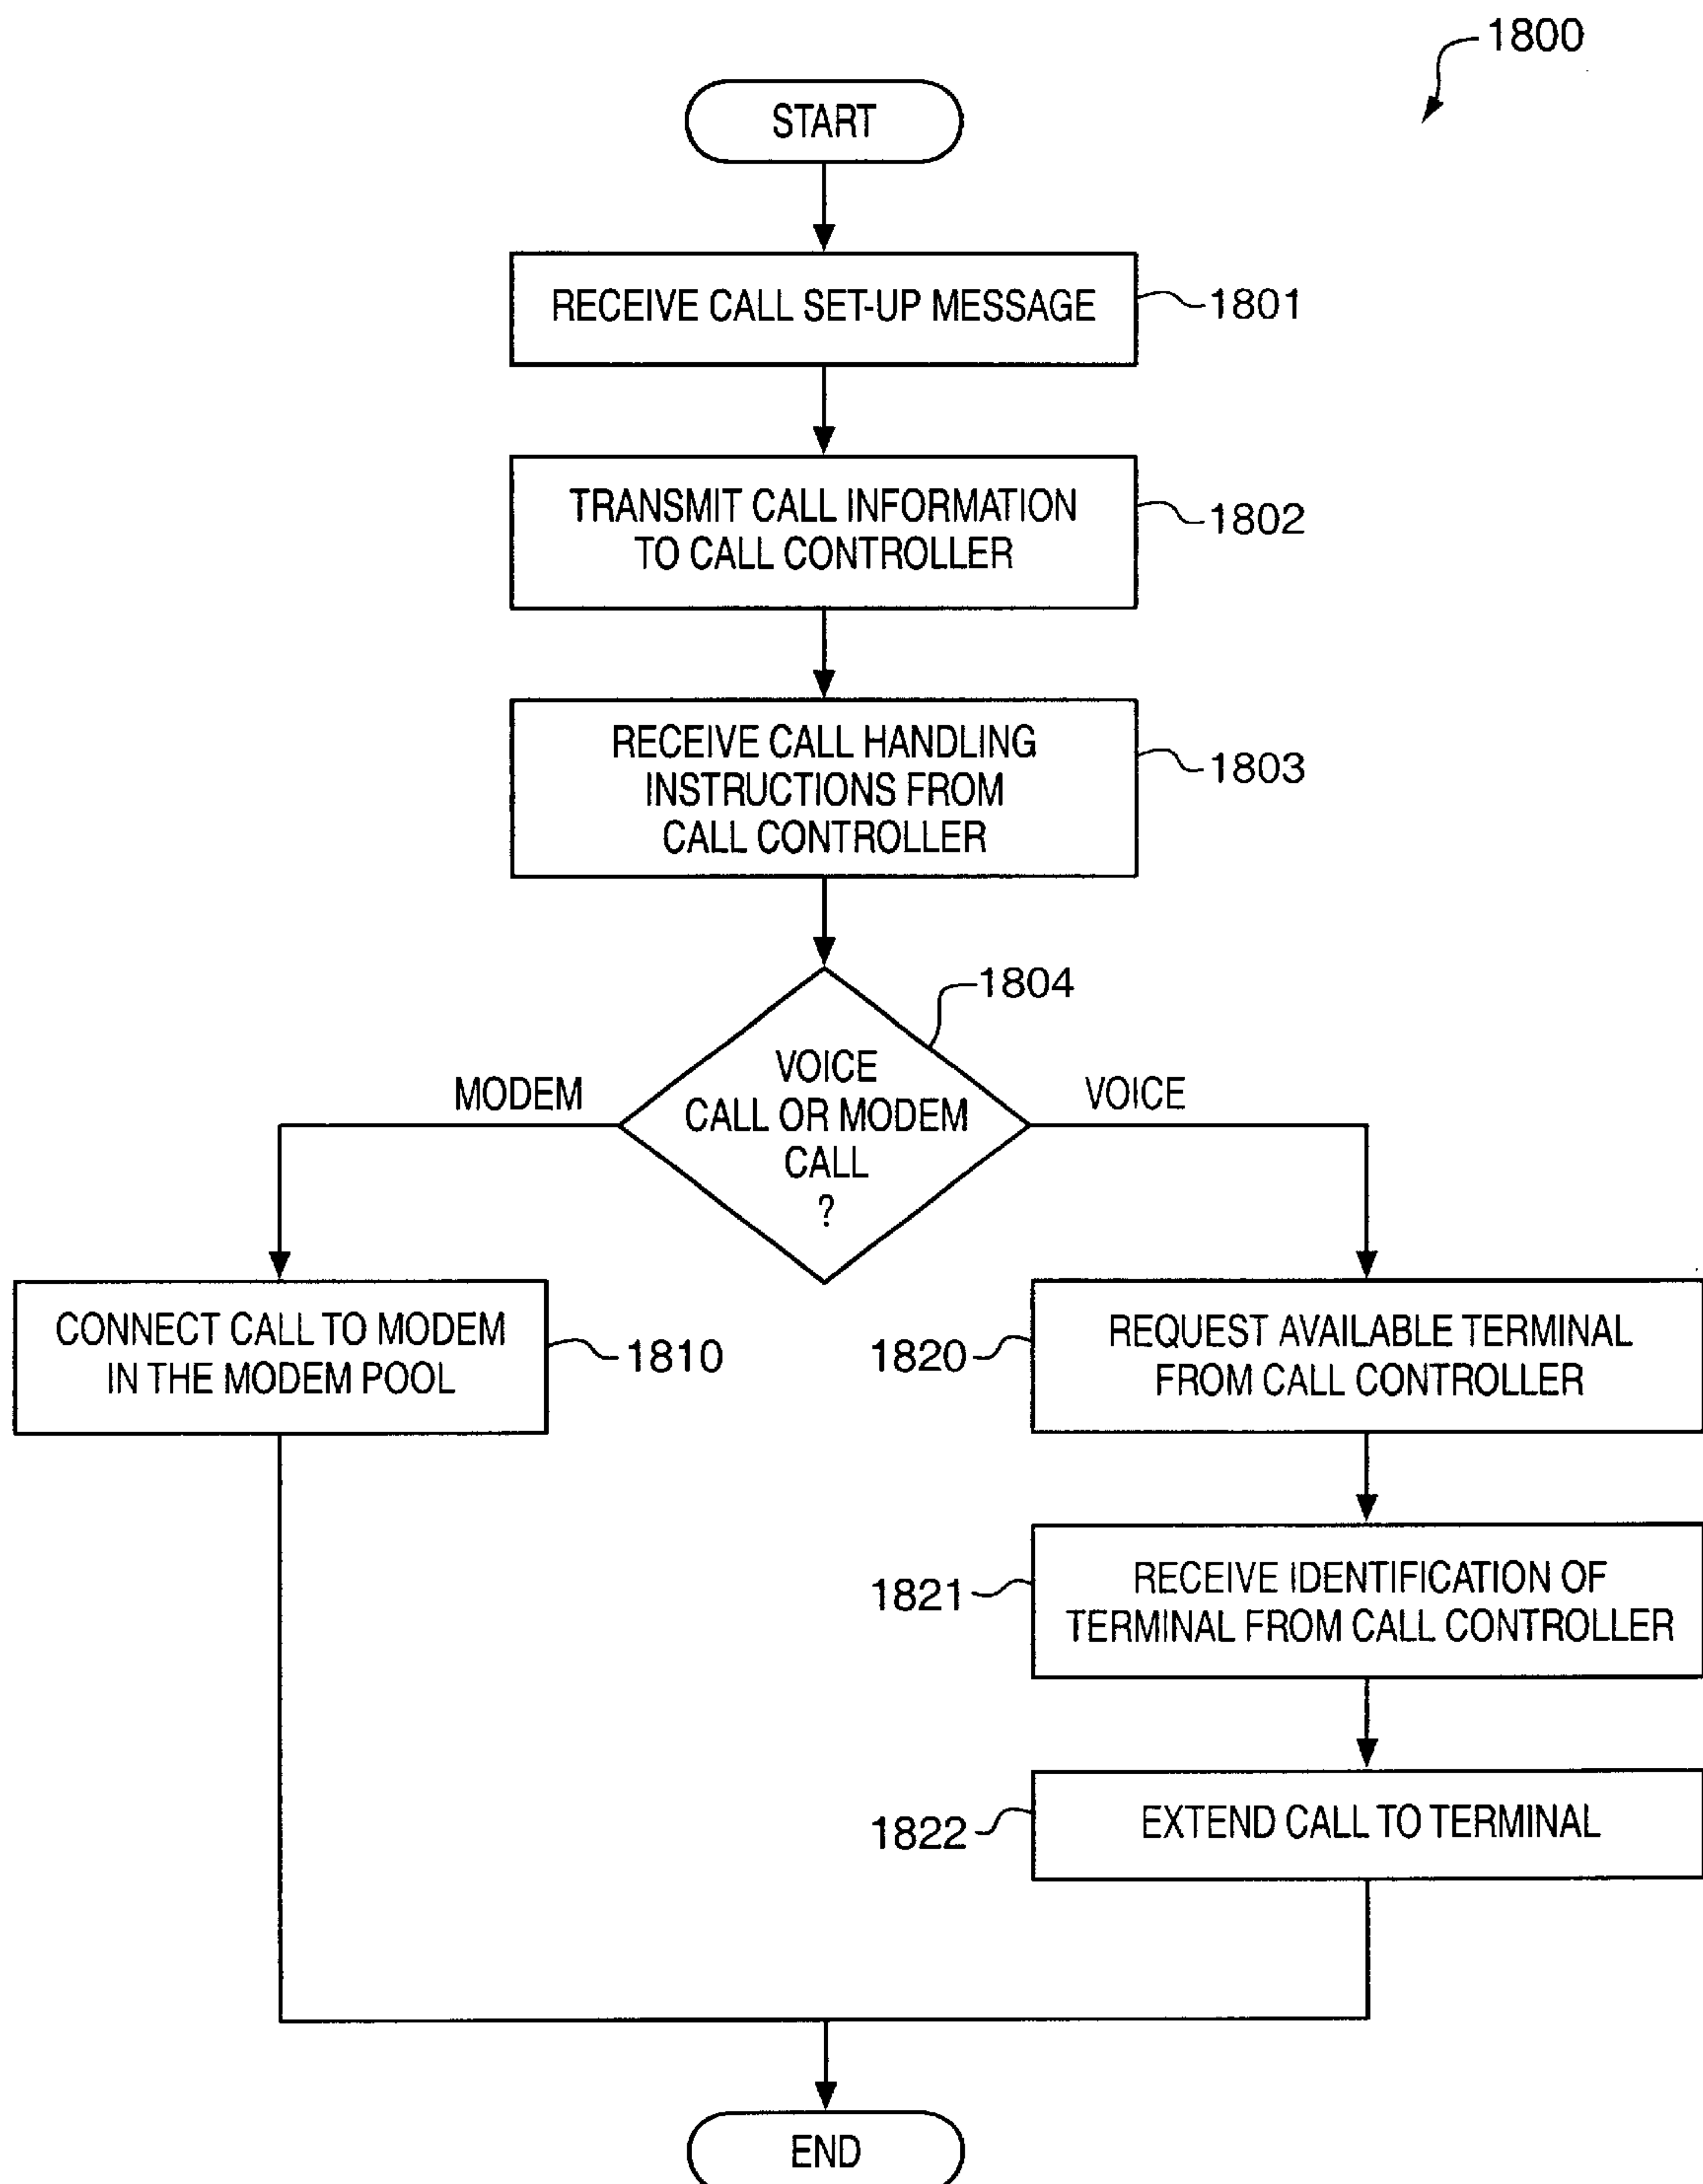 1800
START
RECEIVE CALL SET-UP MESSAGE
1801
TRANSMIT CALL INFORMATION
TO CALL CONTROLLER
1802
RECEIVE CALL HANDLING
INSTRUCTIONS FROM
CALL CONTROLLER
1803
1804
VOICE
CALL OR MODEM
CALL
?
MODEM
VOICE
CONNECT CALL TO MODEM
IN THE MODEM POOL
1810
1820
REQUEST AVAILABLE TERMINAL
FROM CALL CONTROLLER
1821
RECEIVE IDENTIFICATION OF
TERMINAL FROM CALL CONTROLLER
1822
EXTEND CALL TO TERMINAL
END